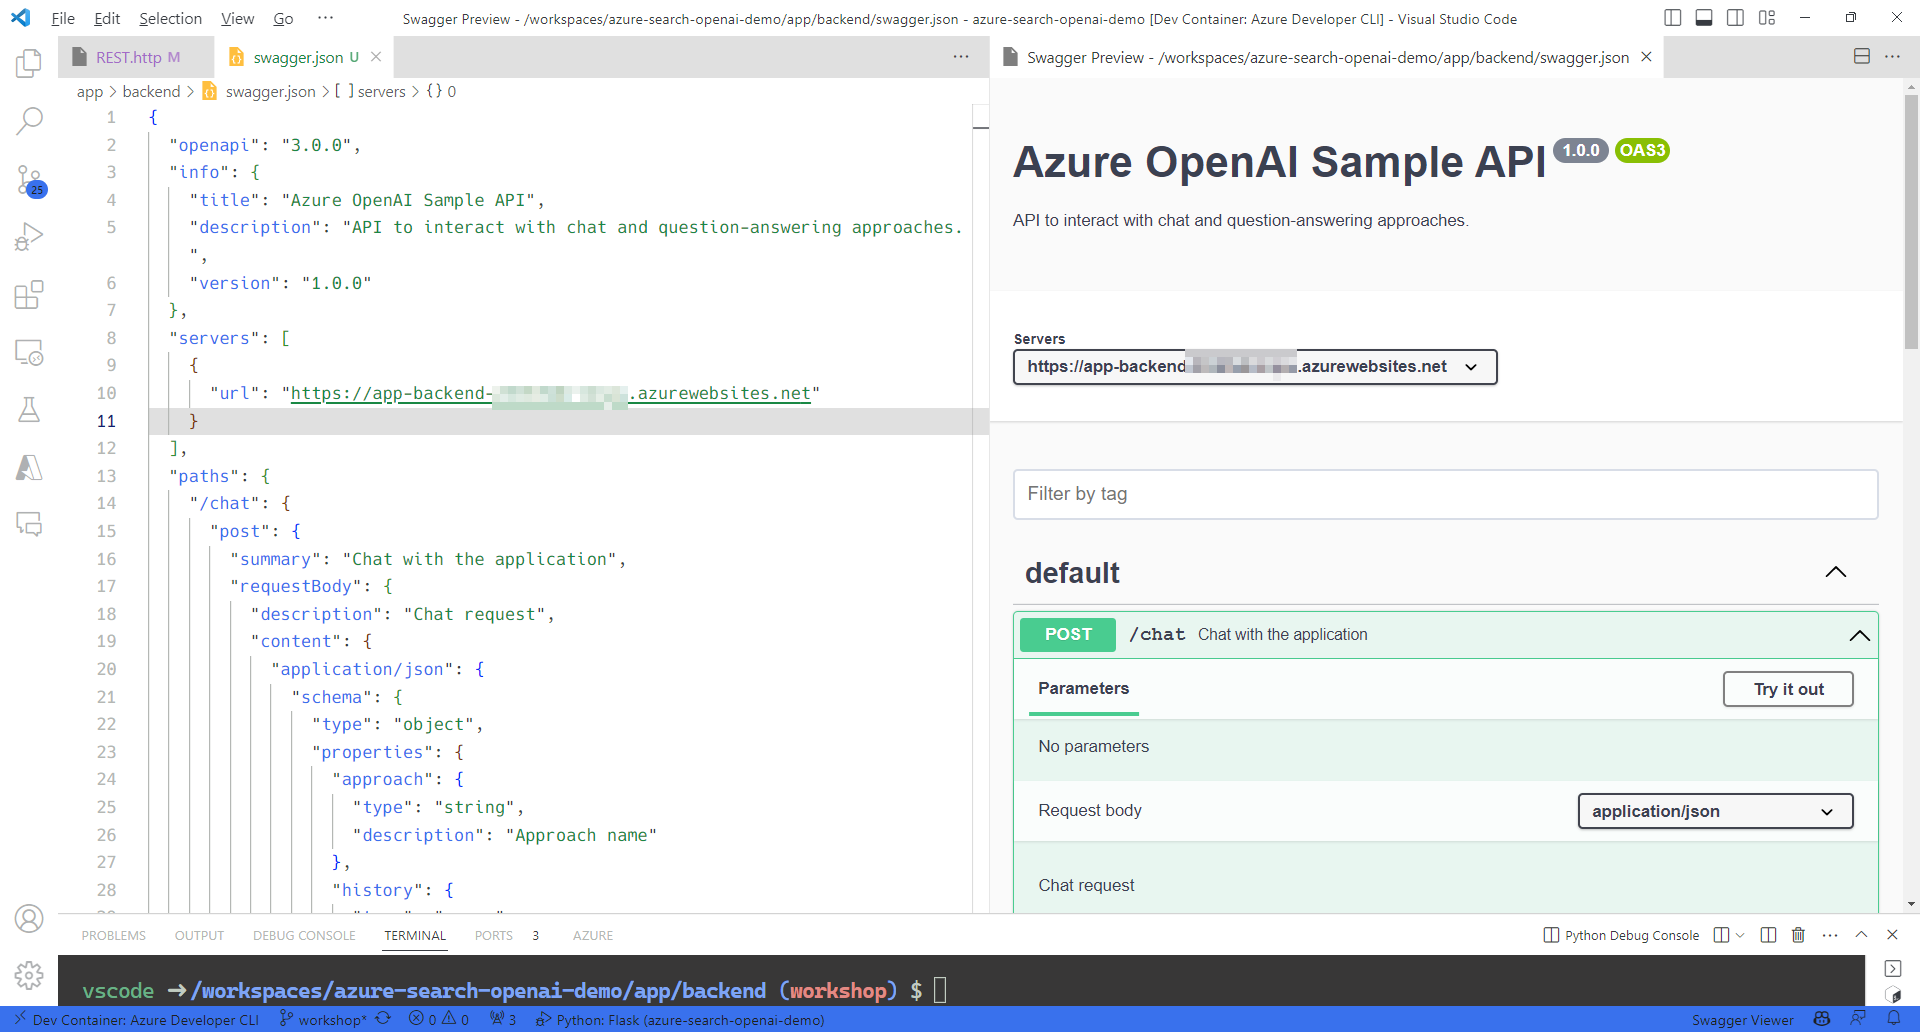 File Edit Selection View Go ··· Swagger Preview - /workspaces/azure-search-openai-demo/app/backend/swagger.json - azure-search-openai-demo [Dev Container: Azure Developer CLI] - Visual Studio Code
REST.http M
swagger.json U
Swagger Preview - /workspaces/azure-search-openai-demo/app/backend/swagger.json
app > backend > swagger.json > [ ] servers > {} 0
25
1 {
2 "openapi": "3.0.0",
3 "info": {
4 "title": "Azure OpenAI Sample API",
5 "description": "API to interact with chat and question-answering approaches.
",
6 "version": "1.0.0"
7 },
8 "servers": [
9 {
10 "url": "https://app-backend-.azurewebsites.net"
11 }
12 ],
13 "paths": {
14 "/chat": {
15 "post": {
16 "summary": "Chat with the application",
17 "requestBody": {
18 "description": "Chat request",
19 "content": {
20 "application/json": {
21 "schema": {
22 "type": "object",
23 "properties": {
24 "approach": {
25 "type": "string",
26 "description": "Approach name"
27 },
28 "history": {
Azure OpenAI Sample API 1.0.0 OAS3
API to interact with chat and question-answering approaches.
Servers
https://app-backend.azurewebsites.net
Filter by tag
default
POST /chat Chat with the application
Parameters
Try it out
No parameters
Request body
application/json
Chat request
PROBLEMS OUTPUT DEBUG CONSOLE TERMINAL PORTS 3 AZURE
Python Debug Console
vscode ➜ /workspaces/azure-search-openai-demo/app/backend (workshop) $
Dev Container: Azure Developer CLI workshop* 0 0 3 Python: Flask (azure-search-openai-demo) Swagger Viewer